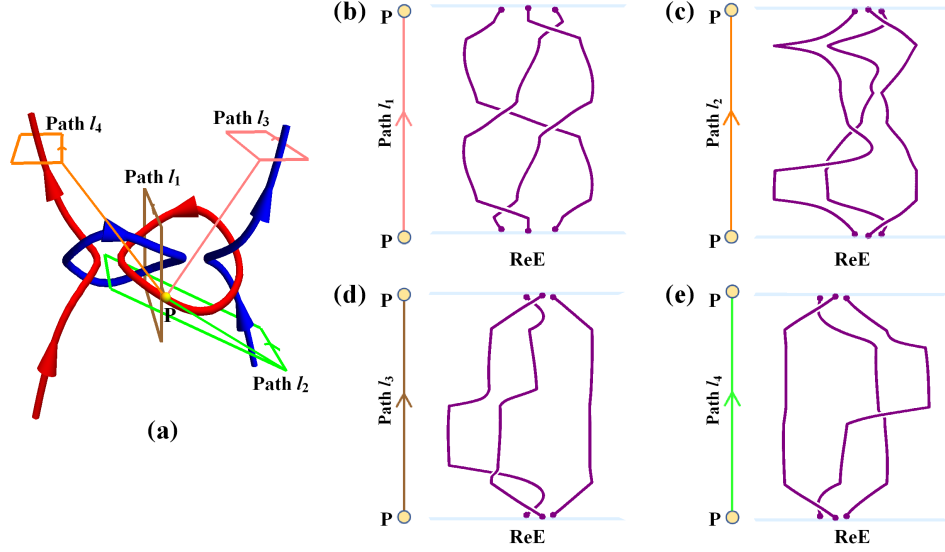 (b)
P
Path l₁
P
ReE
(c)
P
Path l₂
P
Path l₄
Path l₃
Path l₁
P
Path l₂
(a)
(d)
P
Path l₃
P
ReE
(e)
P
Path l₄
P
ReE